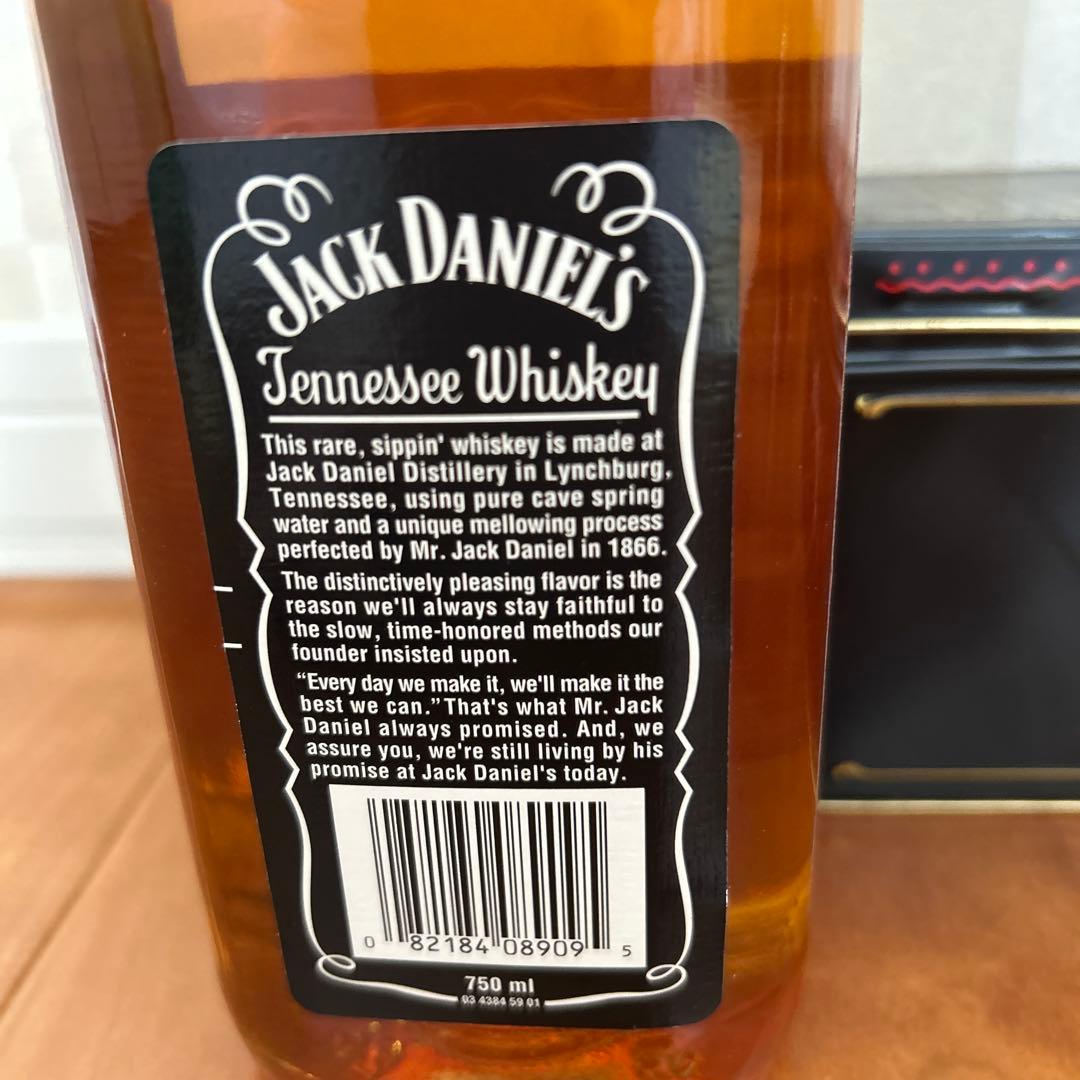 JACK DANIEL'S
Tennessee Whiskey
This rare, sippin' whiskey is made at
Jack Daniel Distillery in Lynchburg,
Tennessee, using pure cave spring
water and a unique mellowing process
perfected by Mr. Jack Daniel in 1866.
The distinctively pleasing flavor is the
reason we'll always stay faithful to
the slow, time-honored methods our
founder insisted upon.
“Every day we make it, we'll make it the
best we can.” That's what Mr. Jack
Daniel always promised. And, we
assure you, we're still living by his
promise at Jack Daniel's today.
0 82184 08909 5
750 ml
03 4384 59 01